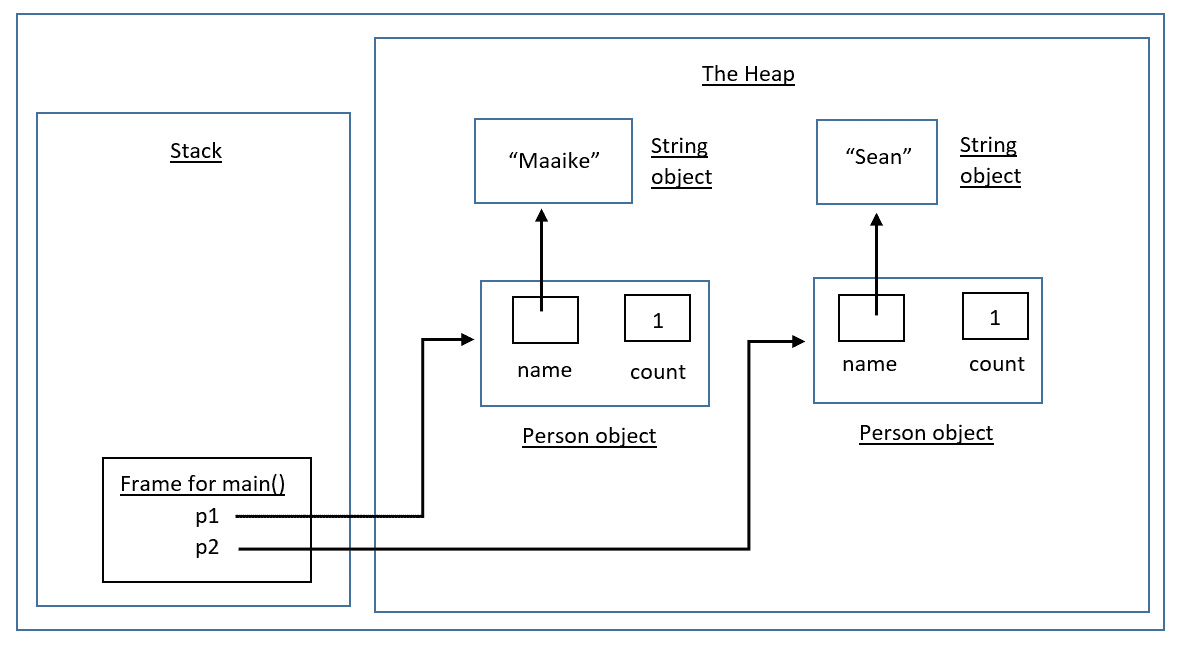 The Heap
Stack
“Maaike”
String
object
“Sean”
String
object
1
name
count
Person object
1
name
count
Person object
Frame for main()
p1
p2